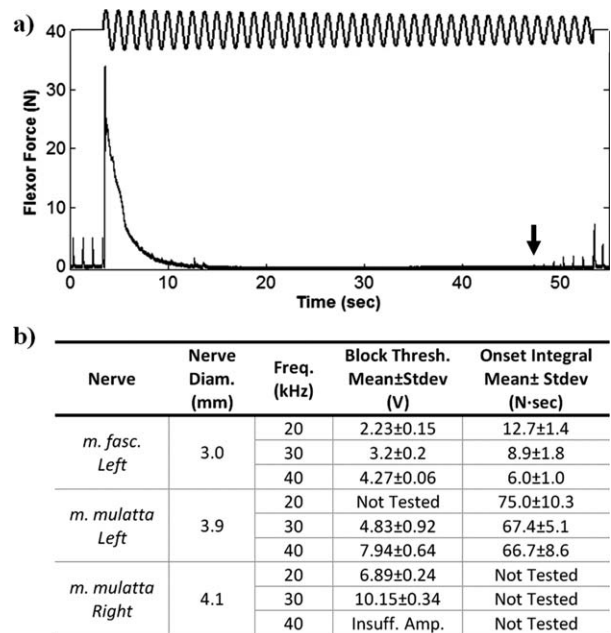 a)
40
30
20
10
0
Flexor Force (N)
0 10 20 30 40 50
Time (sec)
b)
Nerve Nerve Diam. (mm) Freq. (kHz) Block Thresh. Mean±Stdev (V) Onset Integral Mean± Stdev (N·sec)
m. fasc. Left 3.0 20 2.23±0.15 12.7±1.4
30 3.2±0.2 8.9±1.8
40 4.27±0.06 6.0±1.0
m. mulatta Left 3.9 20 Not Tested 75.0±10.3
30 4.83±0.92 67.4±5.1
40 7.94±0.64 66.7±8.6
m. mulatta Right 4.1 20 6.89±0.24 Not Tested
30 10.15±0.34 Not Tested
40 Insuff. Amp. Not Tested